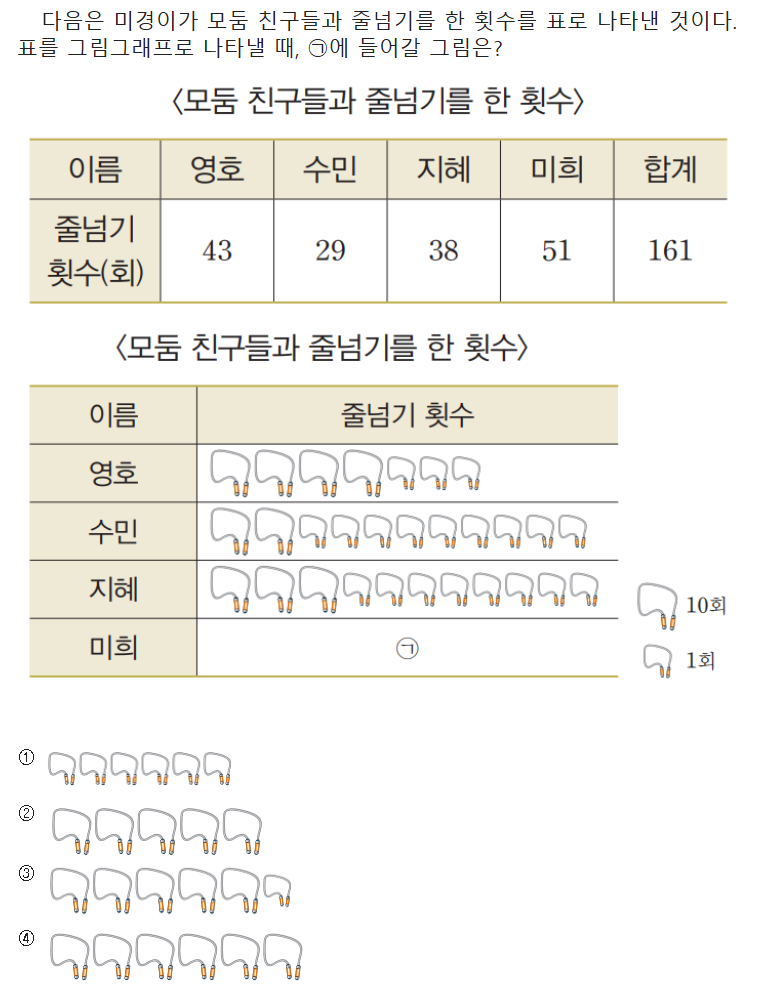 다음은 미경이가 모둠 친구들과 줄넘기를 한 횟수를 표로 나타낸 것이다.
표를 그림그래프로 나타낼 때, ㉠에 들어갈 그림은?
〈모둠 친구들과 줄넘기를 한 횟수〉
이름 영호 수민 지혜 미희 합계
줄넘기
횟수(회) 43 29 38 51 161
〈모둠 친구들과 줄넘기를 한 횟수〉
이름 줄넘기 횟수
영호
수민
지혜
10회
미희 ㉠
1회
①
②
③
④